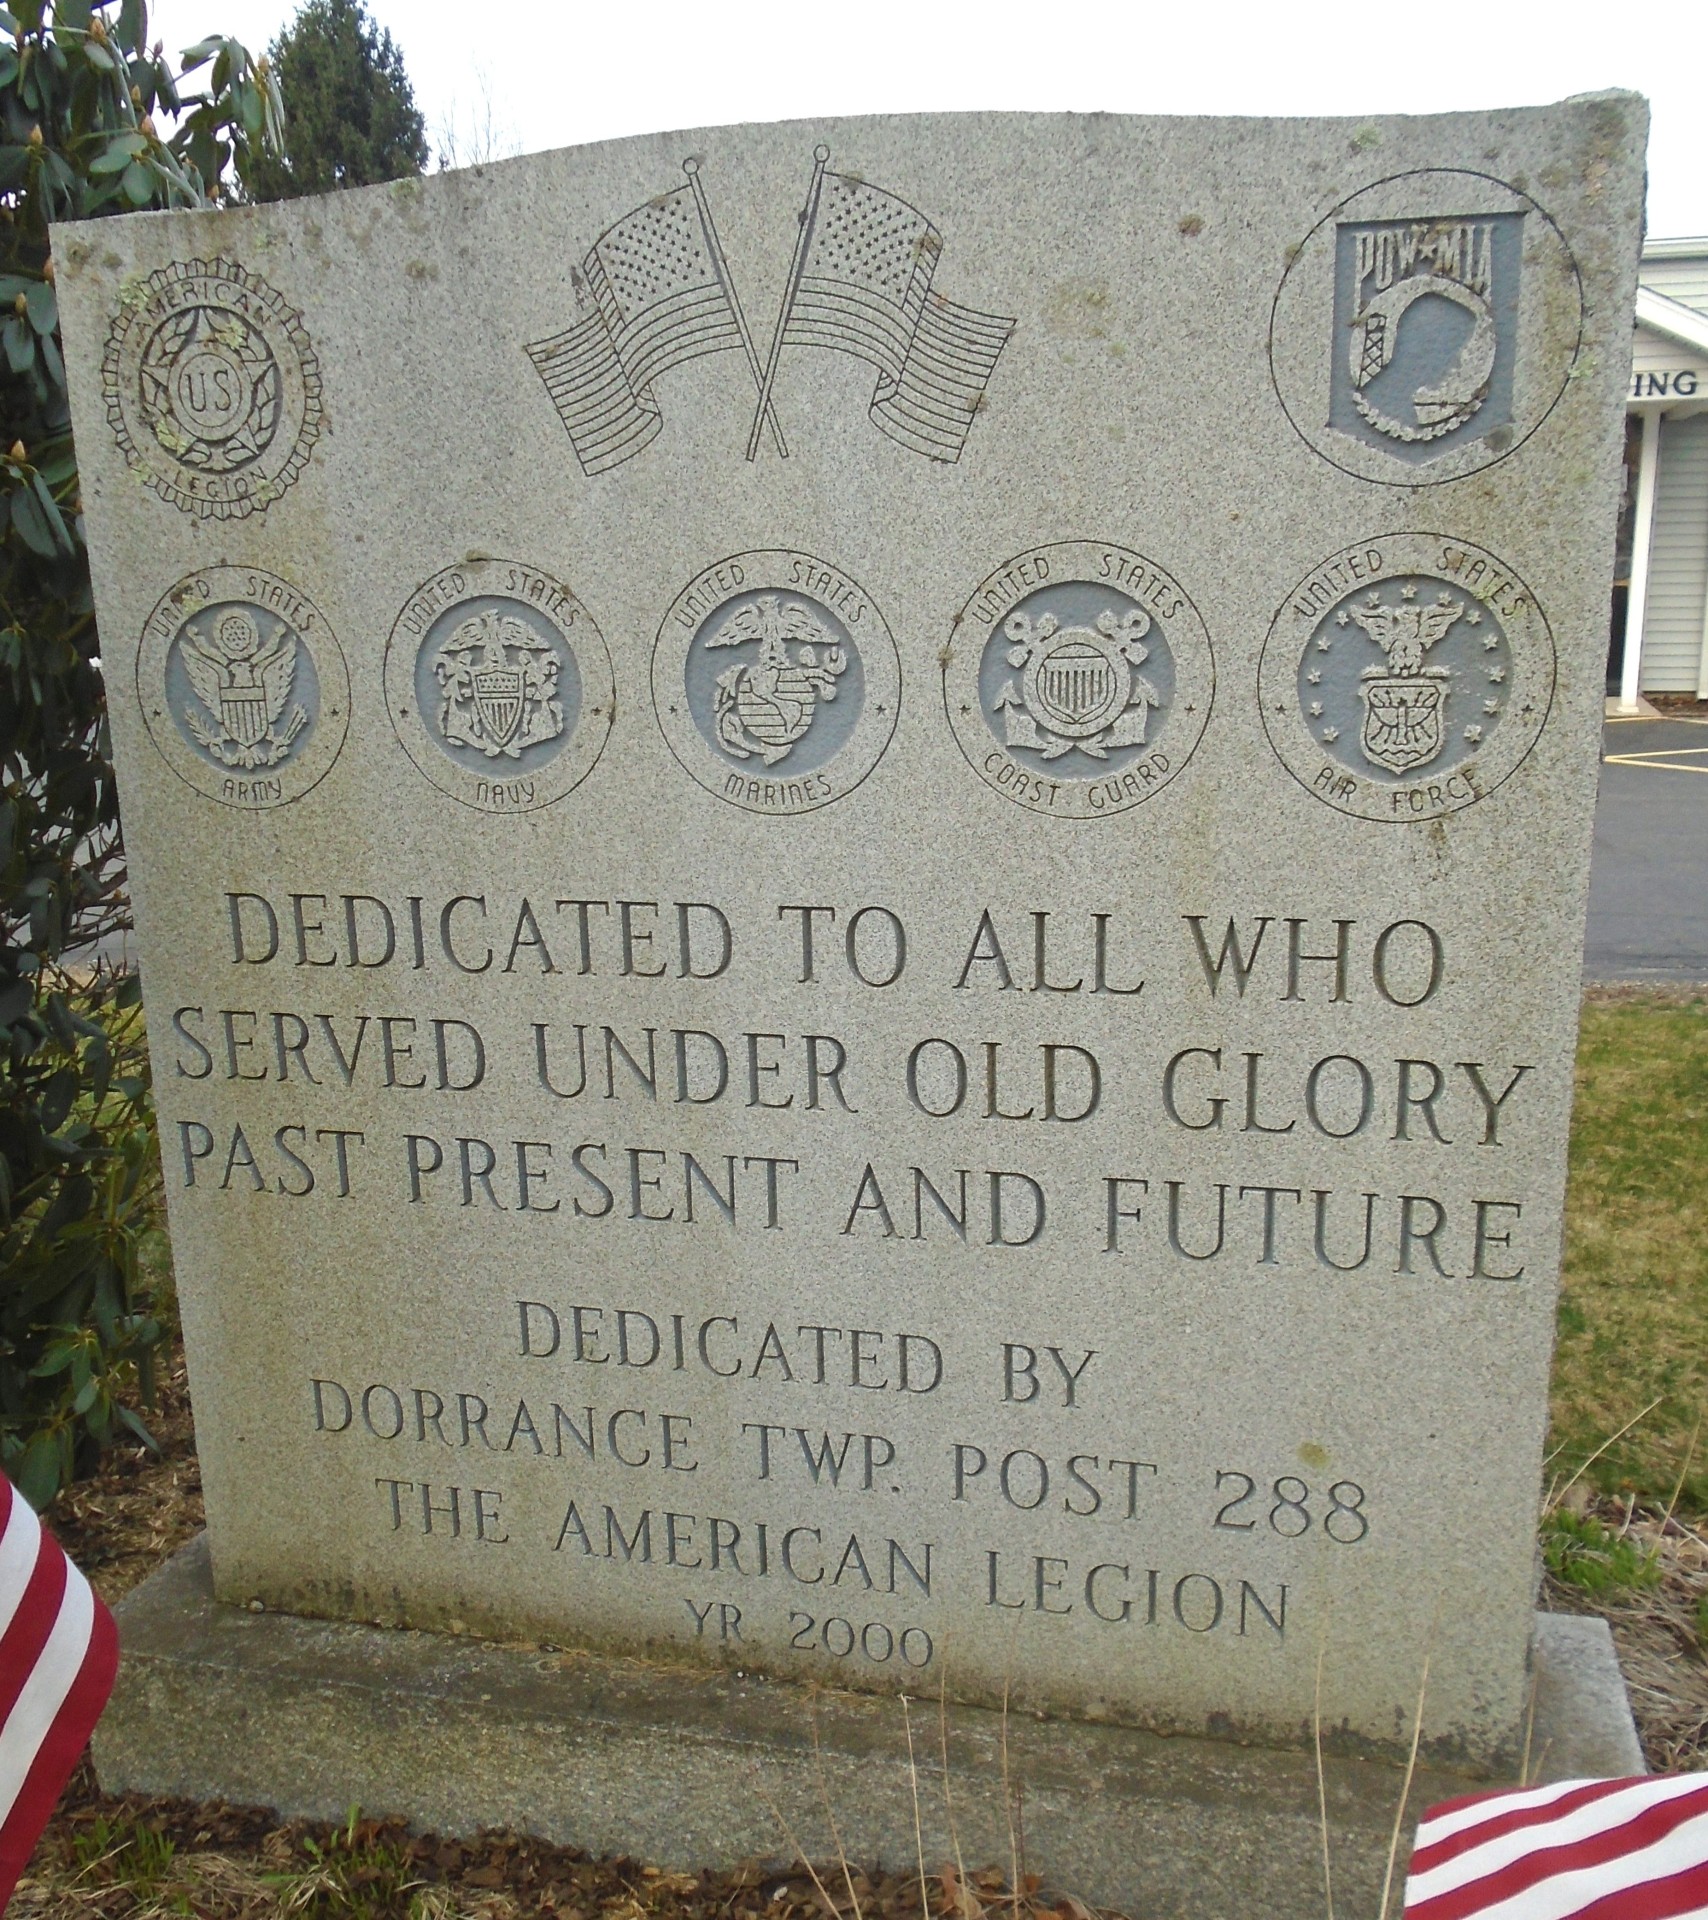 AMERICAN
US
LEGION
POW★MIA
UNITED STATES
ARMY
UNITED STATES
NAVY
UNITED STATES
MARINES
UNITED STATES
COAST GUARD
UNITED STATES
AIR FORCE
DEDICATED TO ALL WHO
SERVED UNDER OLD GLORY
PAST PRESENT AND FUTURE
DEDICATED BY
DORRANCE TWP. POST 288
THE AMERICAN LEGION
YR 2000
ING